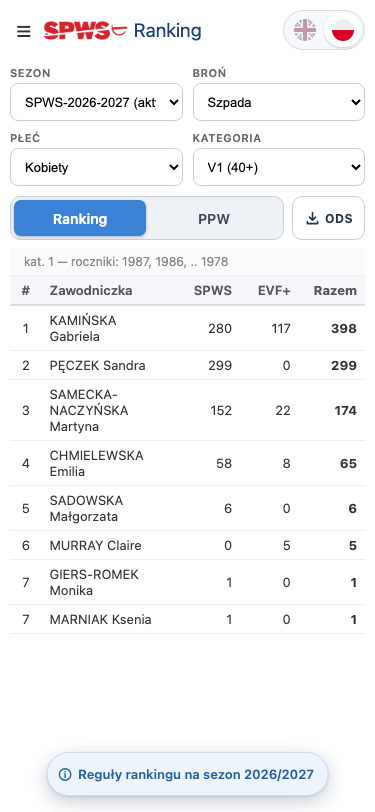 SPWS Ranking
SEZON
BROŃ
SPWS-2026-2027 (akt
Szpada
PŁEĆ
KATEGORIA
Kobiety
V1 (40+)
Ranking
PPW
ODS
kat. 1 — roczniki: 1987, 1986, .. 1978
# Zawodniczka SPWS EVF+ Razem
1 KAMIŃSKA Gabriela 280 117 398
2 PĘCZEK Sandra 299 0 299
3 SAMECKA-NACZYŃSKA Martyna 152 22 174
4 CHMIELEWSKA Emilia 58 8 65
5 SADOWSKA Małgorzata 6 0 6
6 MURRAY Claire 0 5 5
7 GIERS-ROMEK Monika 1 0 1
7 MARNIAK Ksenia 1 0 1
Reguły rankingu na sezon 2026/2027